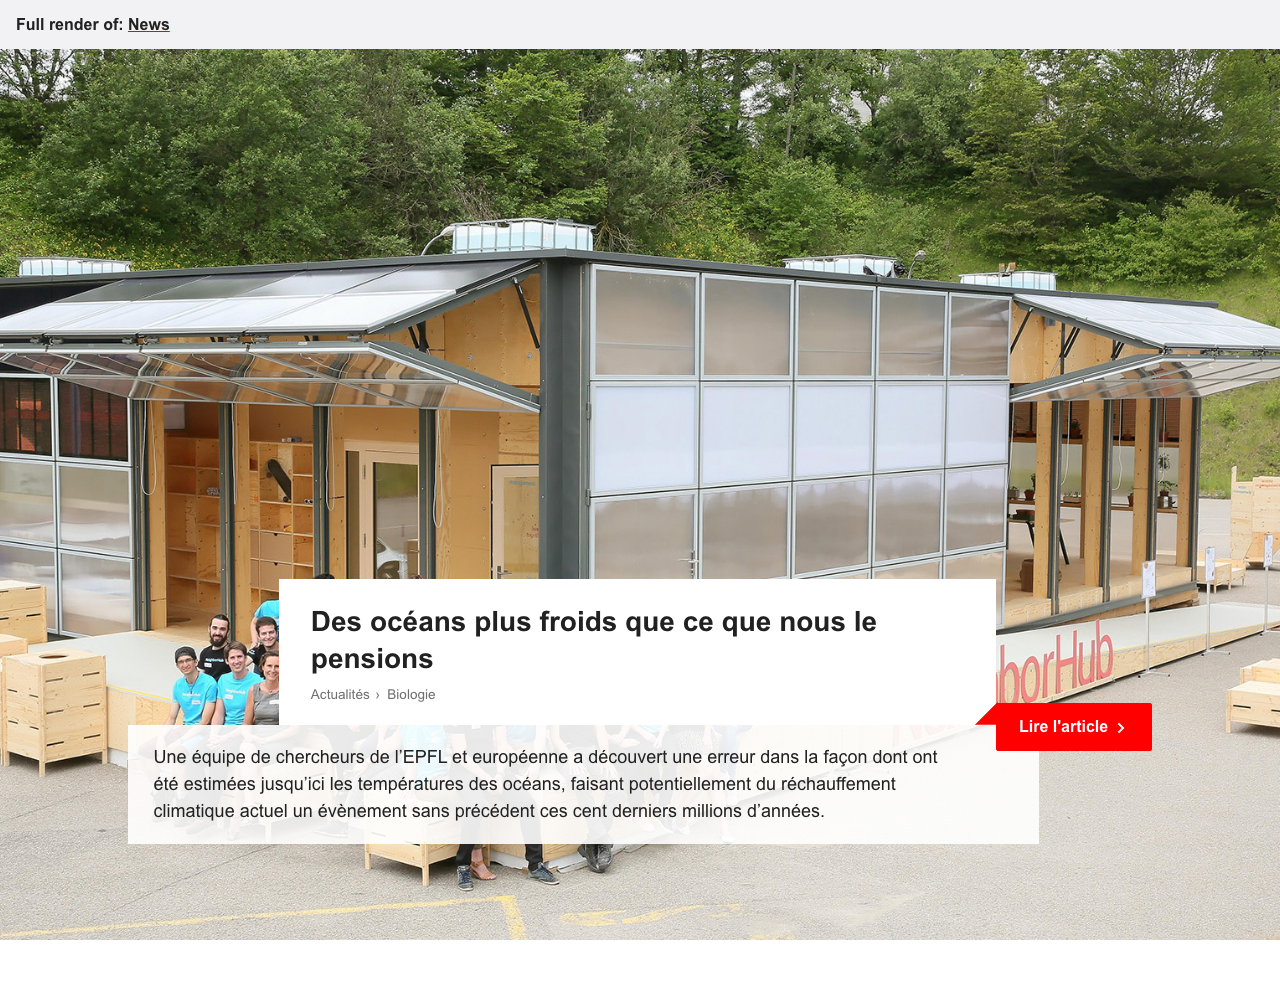 Full render of: News
Des océans plus froids que ce que nous le
pensions
Actualités › Biologie
borHub
Lire l'article
Une équipe de chercheurs de l’EPFL et européenne a découvert une erreur dans la façon dont ont
été estimées jusqu’ici les températures des océans, faisant potentiellement du réchauffement
climatique actuel un évènement sans précédent ces cent derniers millions d’années.